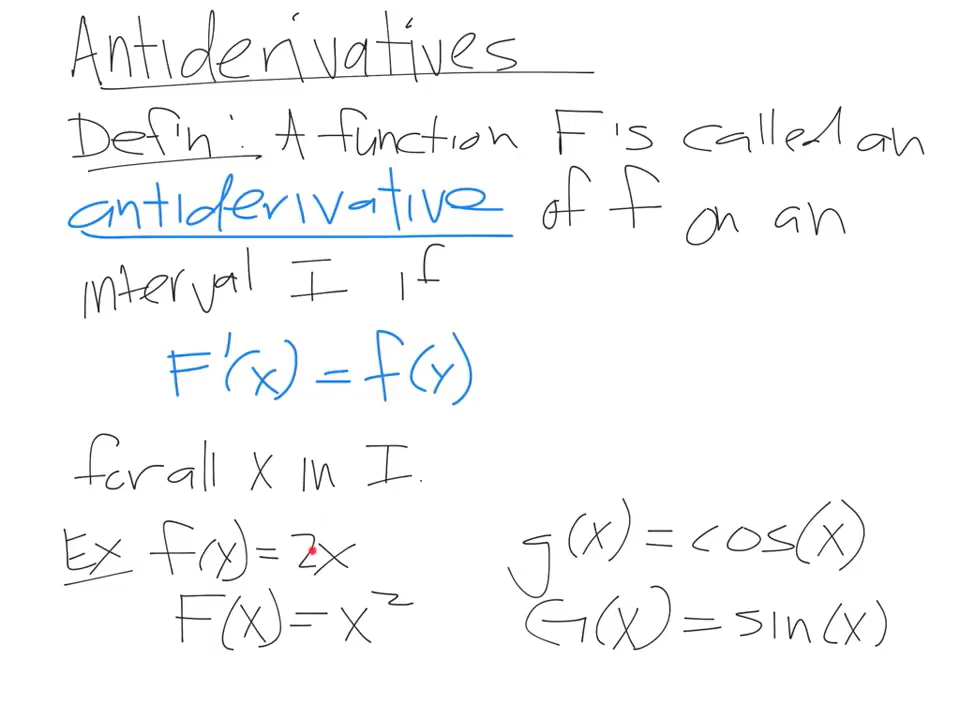 Antiderivatives
Def'n: A function F is called an
antiderivative of f on an
interval I if
F'(x) = f(x)
for all x in I.
Ex f(x) = 2x
F(x) = x²
g(x) = cos(x)
G(x) = sin(x)